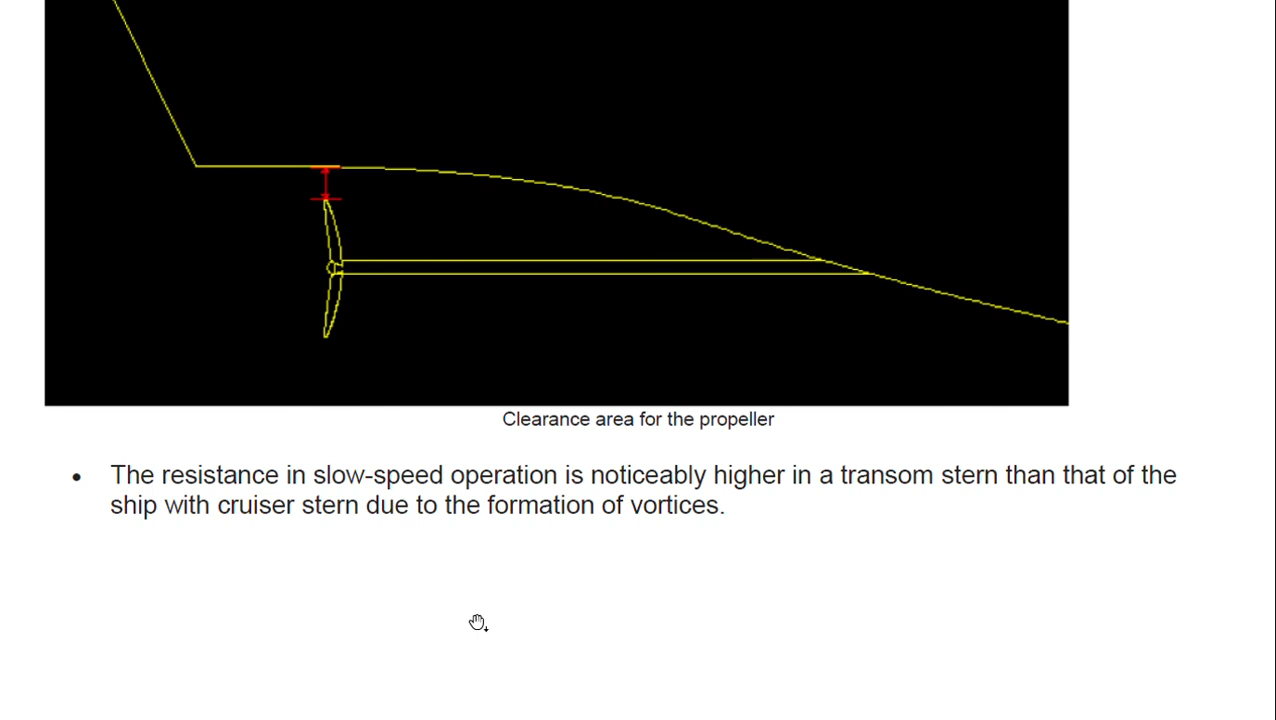 Clearance area for the propeller
• The resistance in slow-speed operation is noticeably higher in a transom stern than that of the
ship with cruiser stern due to the formation of vortices.